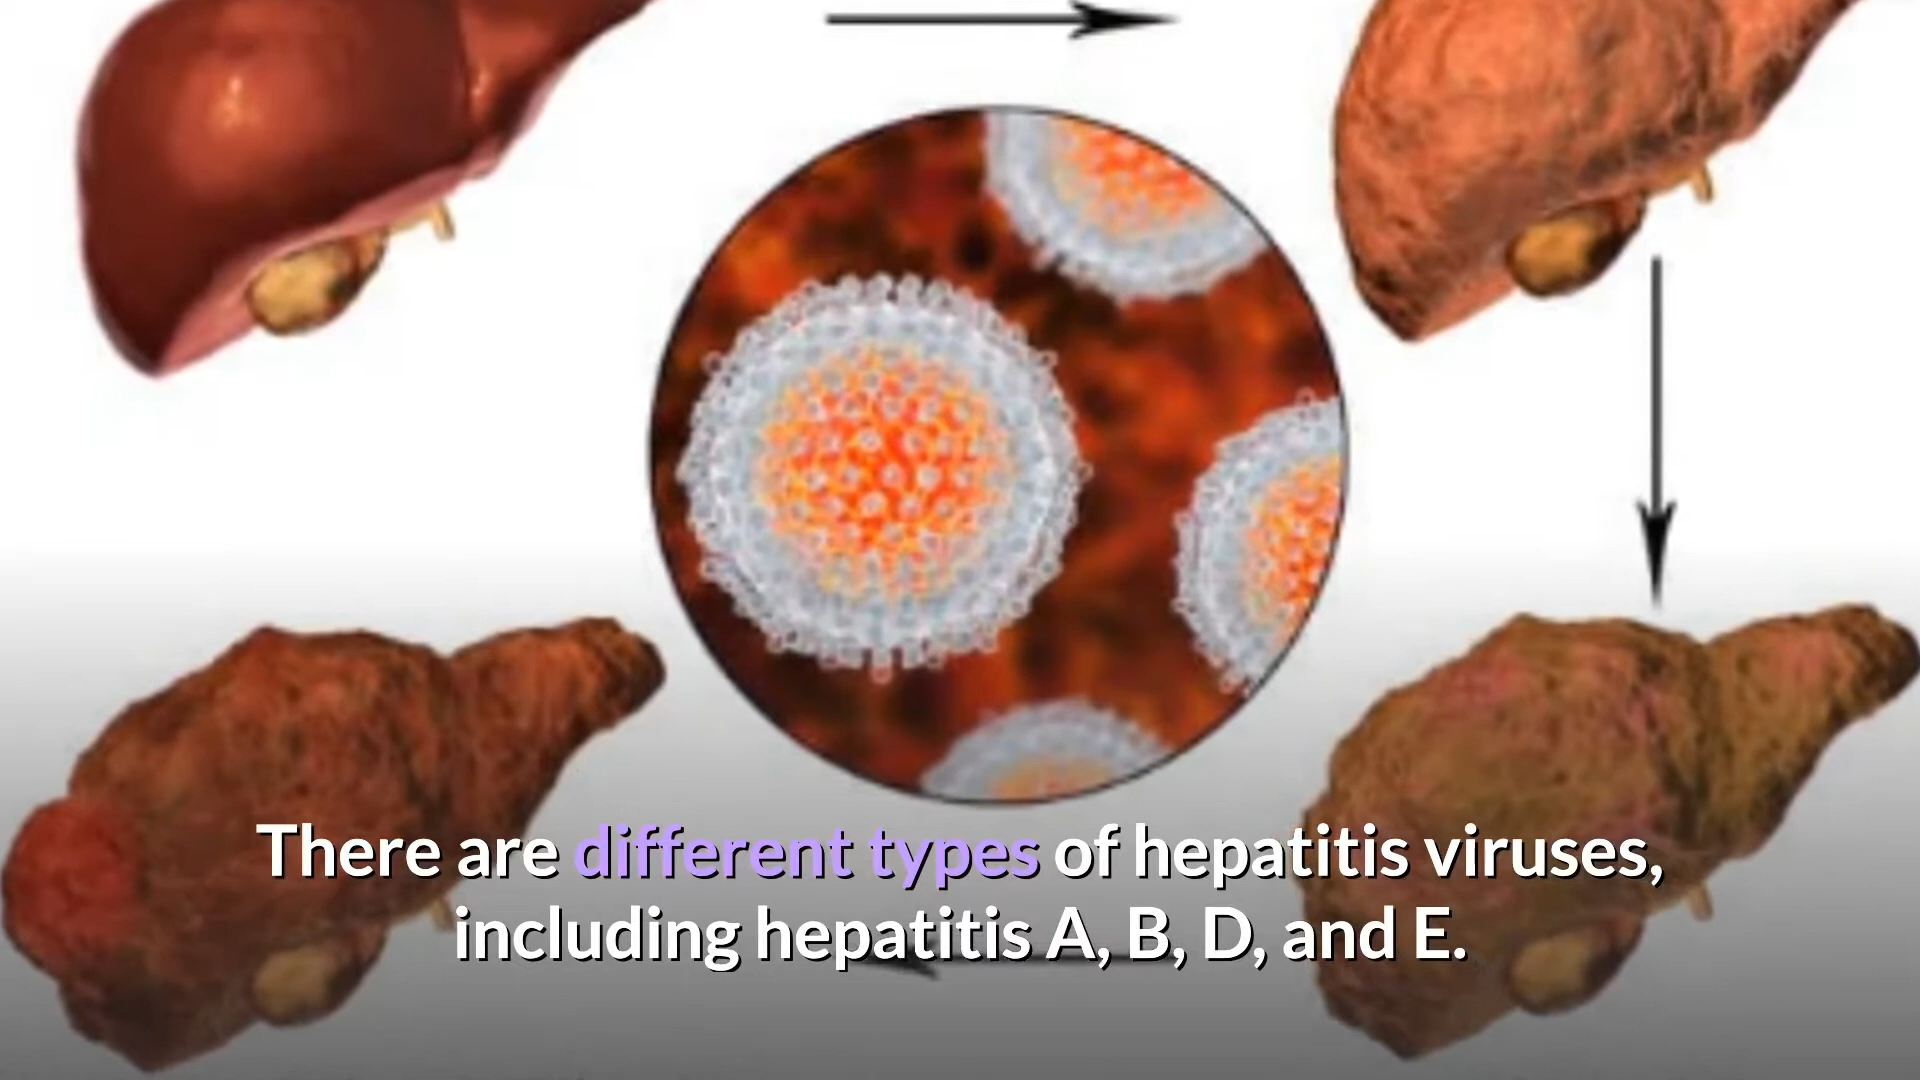 There are different types of hepatitis viruses,
including hepatitis A, B, D, and E.